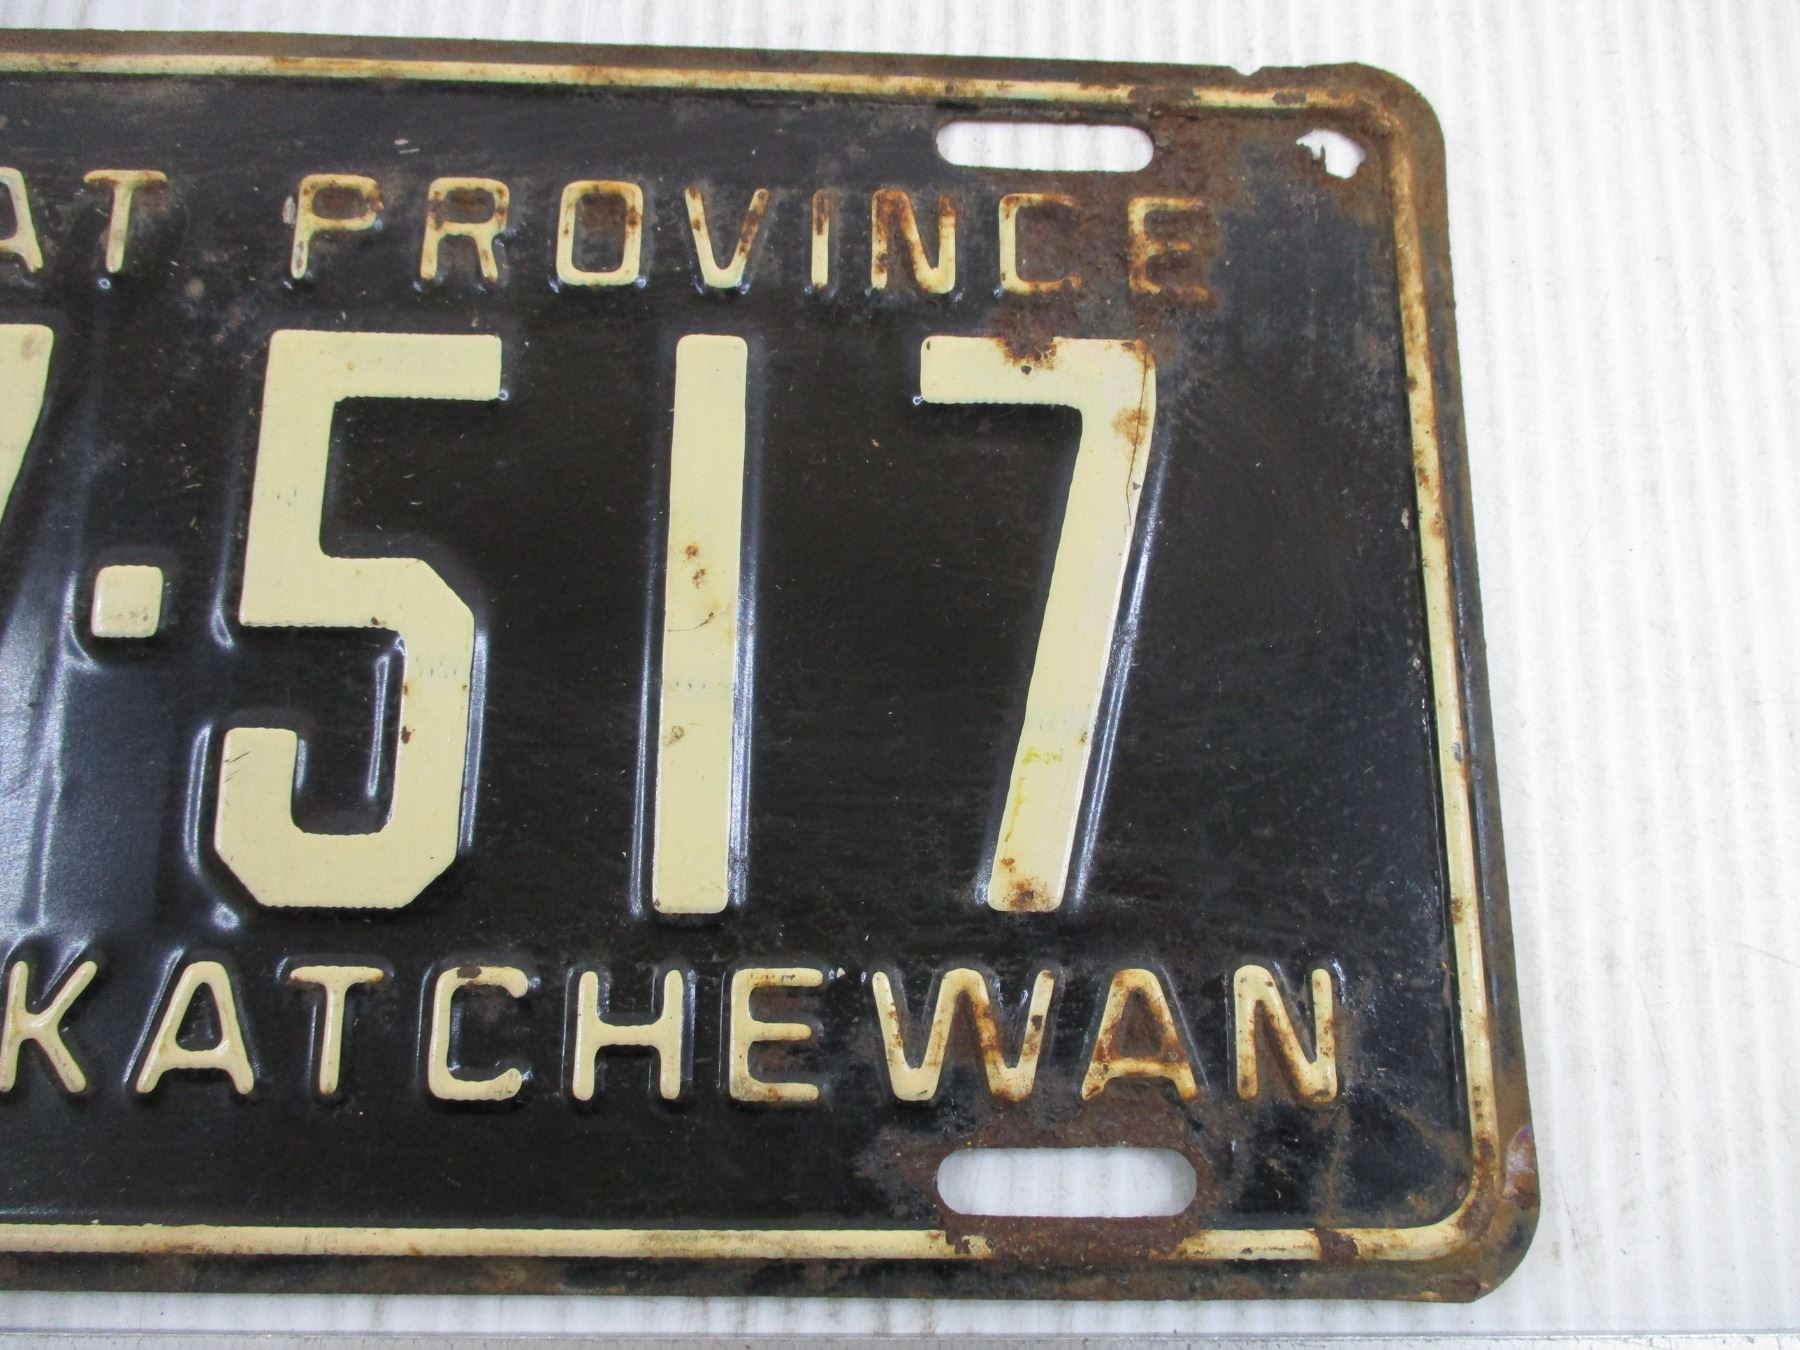 AT PROVINCE
7·517
KATCHEWAN